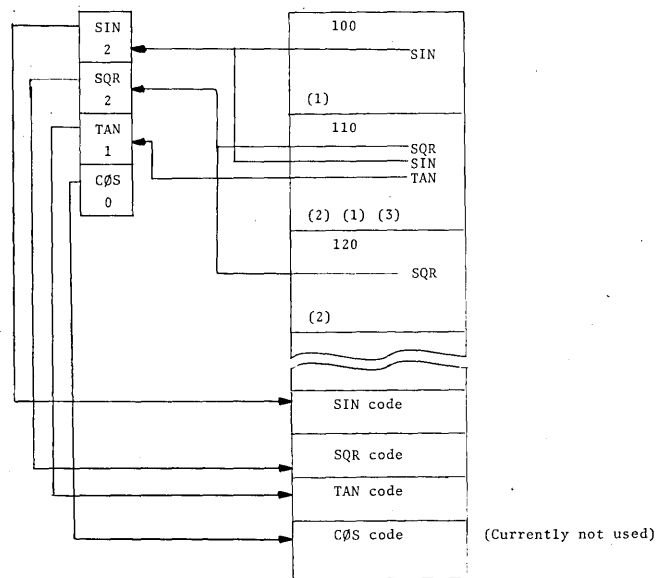 SIN
2
SQR
2
TAN
1
CØS
0
100
SIN
(1)
110
SQR
SIN
TAN
(2) (1) (3)
120
SQR
(2)
SIN code
SQR code
TAN code
CØS code (Currently not used)